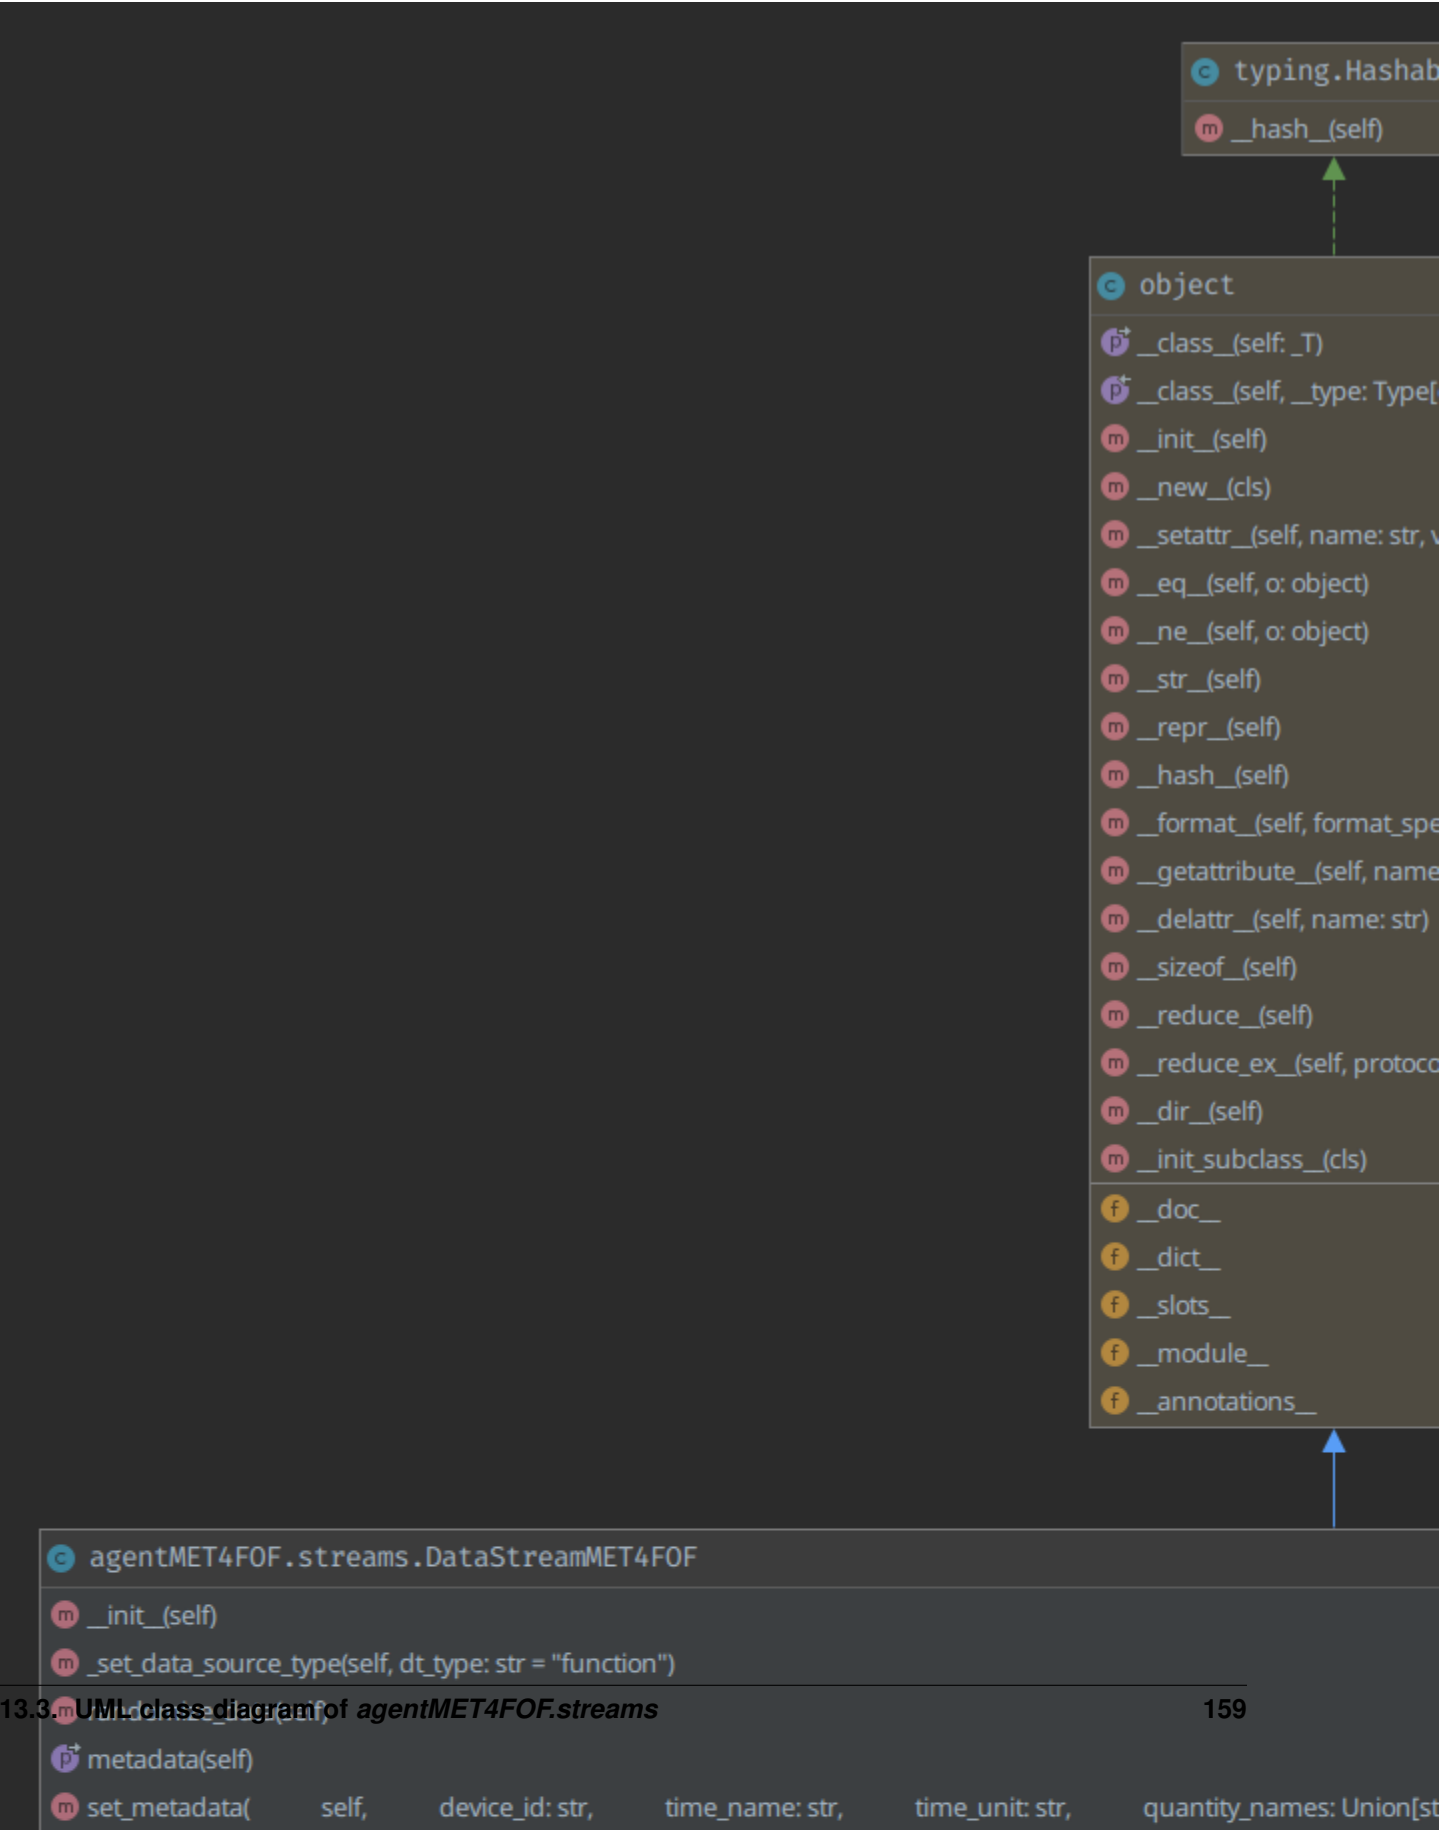 typing.Hashab
__hash__(self)
object
__class__(self: _T)
__class__(self, __type: Type[
__init__(self)
__new__(cls)
__setattr__(self, name: str, v
__eq__(self, o: object)
__ne__(self, o: object)
__str__(self)
__repr__(self)
__hash__(self)
__format__(self, format_spe
__getattribute__(self, name
__delattr__(self, name: str)
__sizeof__(self)
__reduce__(self)
__reduce_ex__(self, protoco
__dir__(self)
__init_subclass__(cls)
__doc__
__dict__
__slots__
__module__
__annotations__
agentMET4FOF.streams.DataStreamMET4FOF
__init__(self)
_set_data_source_type(self, dt_type: str = "function")
randomize_data(self)
13.3. UML class diagram of agentMET4FOF.streams 159
metadata(self)
set_metadata( self, device_id: str, time_name: str, time_unit: str, quantity_names: Union[st